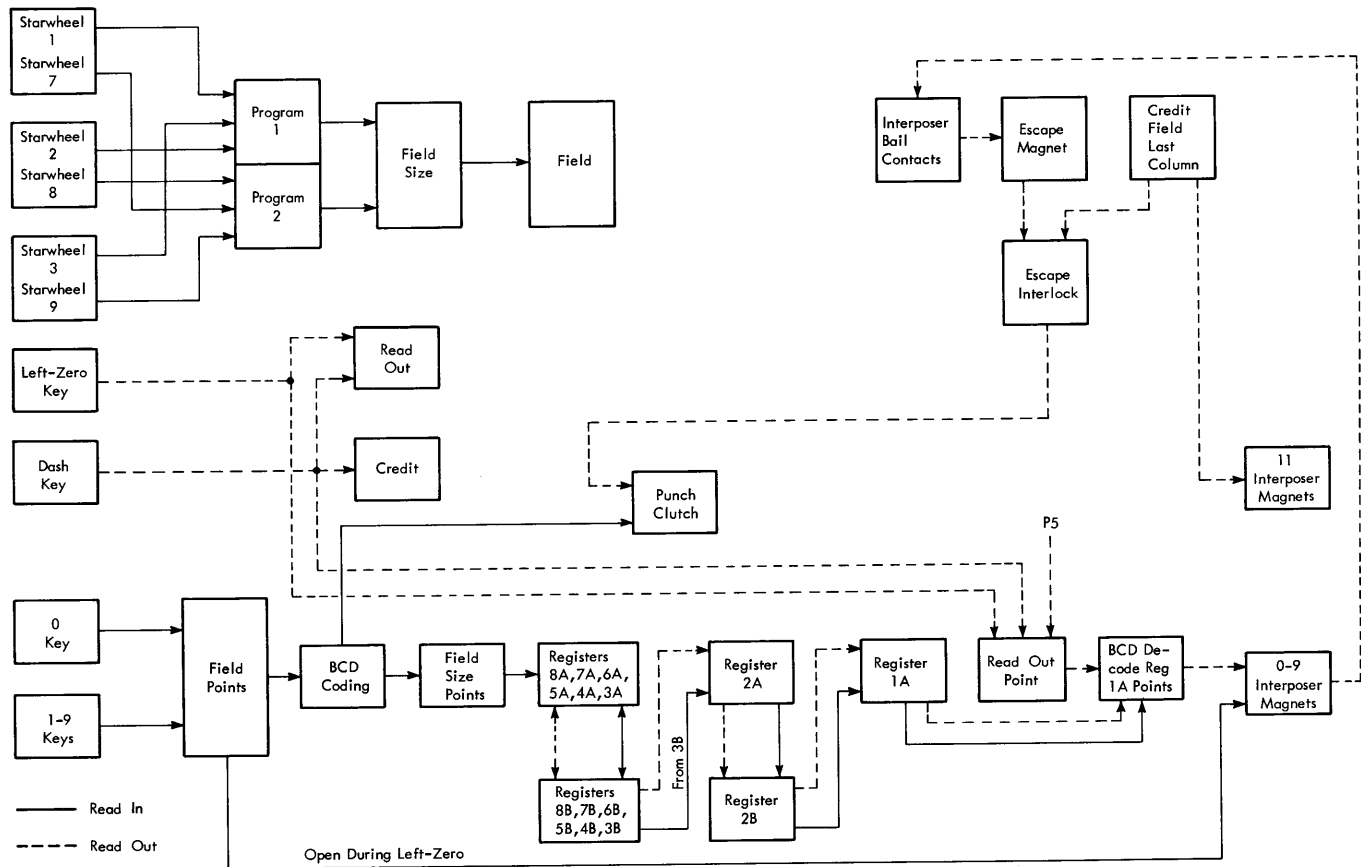 Starwheel
1
Starwheel
7
Starwheel
2
Starwheel
8
Starwheel
3
Starwheel
9
Program
1
Program
2
Field
Size
Field
Interposer
Bail
Contacts
Escape
Magnet
Credit
Field
Last
Column
Escape
Interlock
Left-Zero
Key
Read
Out
Dash
Key
Credit
Punch
Clutch
11
Interposer
Magnets
P5
0
Key
1-9
Keys
Field
Points
BCD
Coding
Field
Size
Points
Registers
8A,7A,6A,
5A,4A,3A
Registers
8B,7B,6B,
5B,4B,3B
From 3B
Register
2A
Register
2B
Register
1A
Read Out
Point
BCD De-
code Reg
1A Points
0-9
Interposer
Magnets
Read In
Read Out
Open During Left-Zero